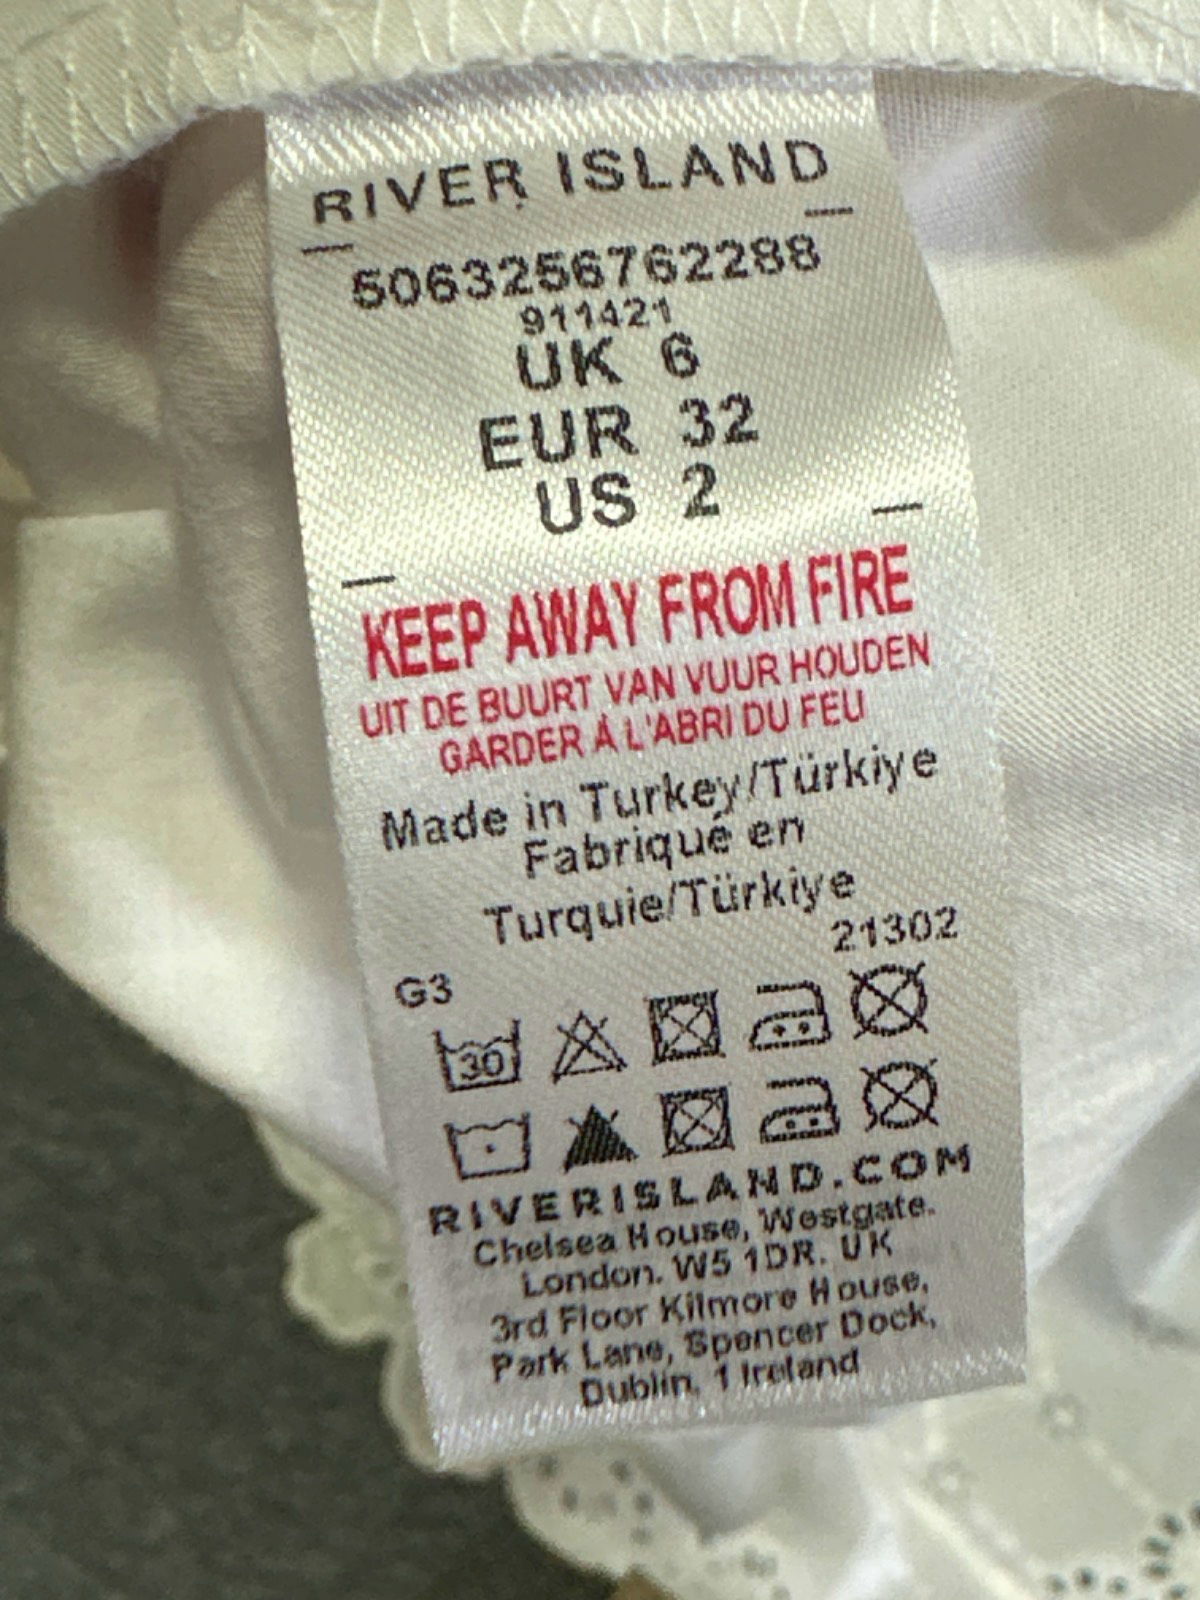 RIVER ISLAND
5063256762288
911421
UK 6
EUR 32
US 2
KEEP AWAY FROM FIRE
UIT DE BUURT VAN VUUR HOUDEN
GARDER À L'ABRI DU FEU
Made in Turkey/Türkiye
Fabriqué en
Turquie/Türkiye
21302
G3
30
RIVERISLAND.COM
Chelsea House, Westgate.
London. W5 1DR. UK
3rd Floor Kilmore House,
Park Lane, Spencer Dock,
Dublin, 1 Ireland